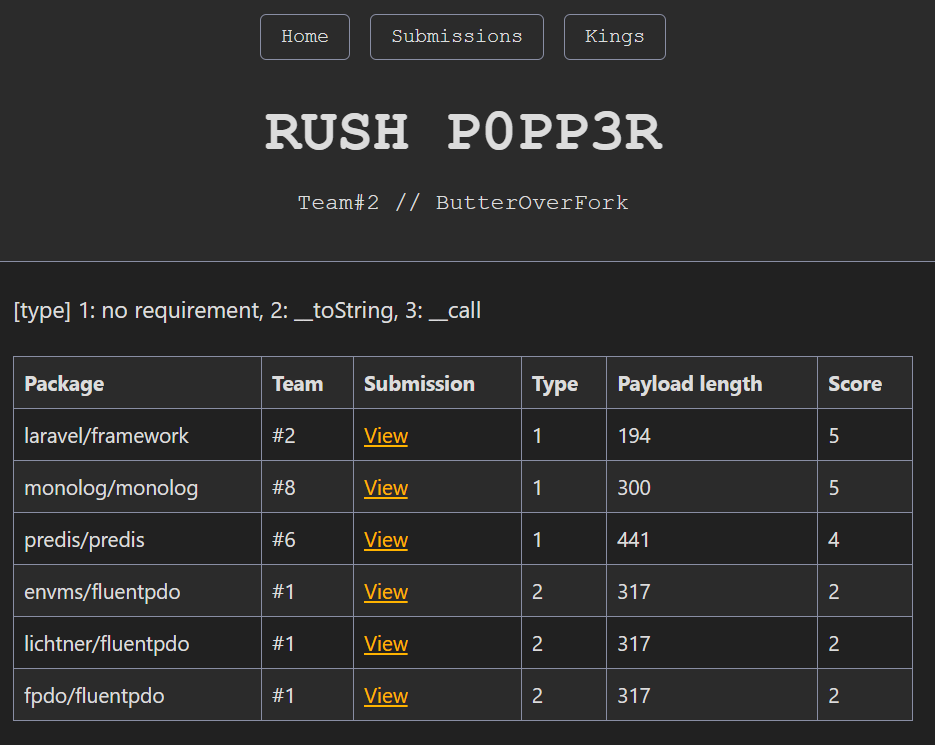 Home Submissions Kings
RUSH P0PP3R
Team#2 // ButterOverFork
[type] 1: no requirement, 2: __toString, 3: __call
Package Team Submission Type Payload length Score
laravel/framework #2 View 1 194 5
monolog/monolog #8 View 1 300 5
predis/predis #6 View 1 441 4
envms/fluentpdo #1 View 2 317 2
lichtner/fluentpdo #1 View 2 317 2
fpdo/fluentpdo #1 View 2 317 2